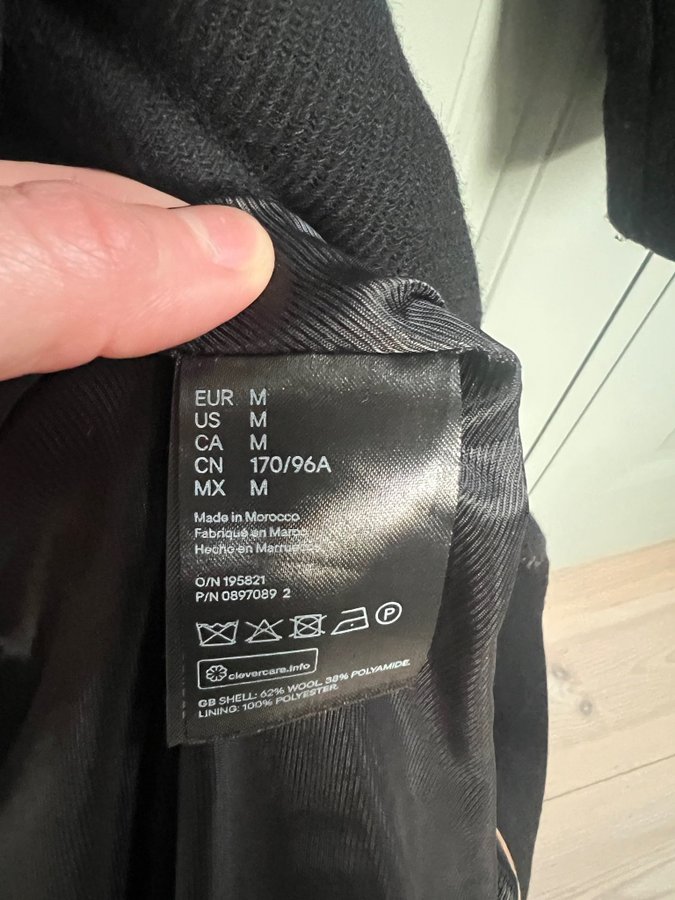 EUR M
US M
CA M
CN 170/96A
MX M
Made in Morocco
Fabriqué en Maroc
Hecho en Marruecos
O/N 195821
P/N 0897089 2
P
clevercare.info
GB SHELL: 62% WOOL, 38% POLYAMIDE.
LINING: 100% POLYESTER.